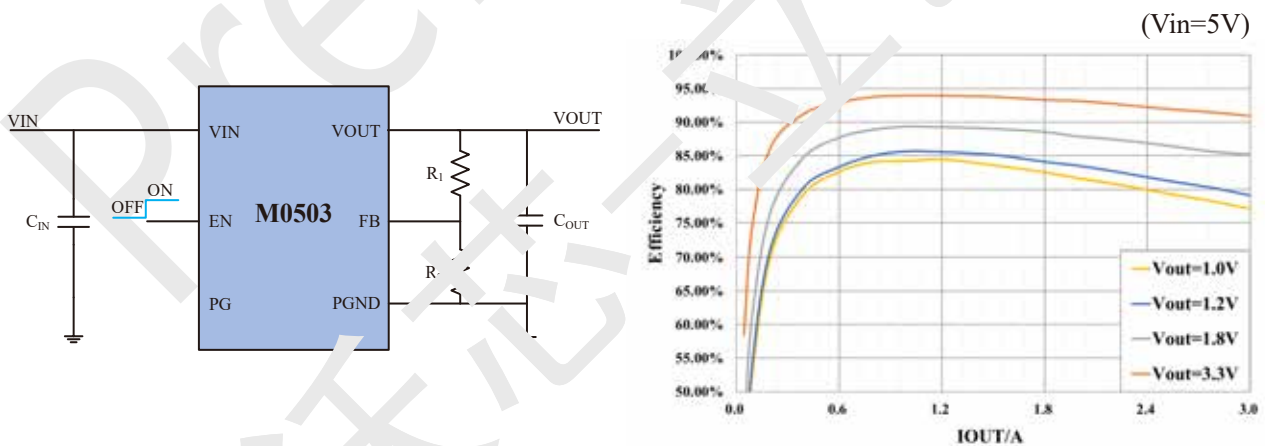 (Vin=5V)
VIN
VIN
VOUT
VOUT
R1
ON
OFF
CIN
EN
M0503
FB
COUT
PG
PGND
95.00%
90.00%
85.00%
80.00%
75.00%
70.00%
65.00%
60.00%
55.00%
50.00%
Efficiency
0.0
0.6
1.2
1.8
2.4
3.0
IOUT/A
Vout=1.0V
Vout=1.2V
Vout=1.8V
Vout=3.3V